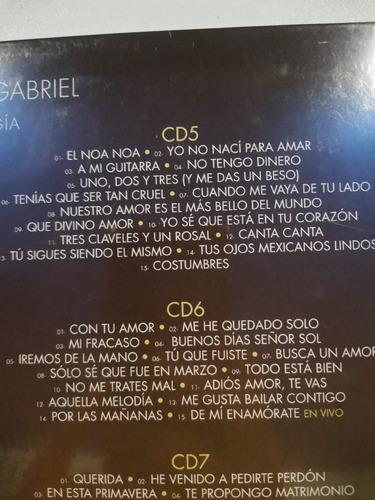 GABRIEL
GÍA
CD5
01· EL NOA NOA • 02· YO NO NACÍ PARA AMAR
03· A MI GUITARRA • 04· NO TENGO DINERO
05· UNO, DOS Y TRES (Y ME DAS UN BESO)
06· TENÍAS QUE SER TAN CRUEL • 07· CUANDO ME VAYA DE TU LADO
08· NUESTRO AMOR ES EL MÁS BELLO DEL MUNDO
09· QUE DIVINO AMOR • 10· YO SÉ QUE ESTÁ EN TU CORAZÓN
11· TRES CLAVELES Y UN ROSAL • 12· CANTA CANTA
3· TÚ SIGUES SIENDO EL MISMO • 14· TUS OJOS MEXICANOS LINDOS
15· COSTUMBRES
CD6
01· CON TU AMOR • 02· ME HE QUEDADO SOLO
03· MI FRACASO • 04· BUENOS DÍAS SEÑOR SOL
05· IREMOS DE LA MANO • 06· TÚ QUE FUISTE • 07· BUSCA UN AMOR
08· SÓLO SÉ QUE FUE EN MARZO • 09· TODO ESTÁ BIEN
10· NO ME TRATES MAL • 11· ADIÓS AMOR, TE VAS
12· AQUELLA MELODÍA • 13· ME GUSTA BAILAR CONTIGO
14· POR LAS MAÑANAS • 15· DE MÍ ENAMÓRATE EN VIVO
CD7
01· QUERIDA • 02· HE VENIDO A PEDIRTE PERDÓN
03· EN ESTA PRIMAVERA • 04· TE PROPONGO MATRIMONIO